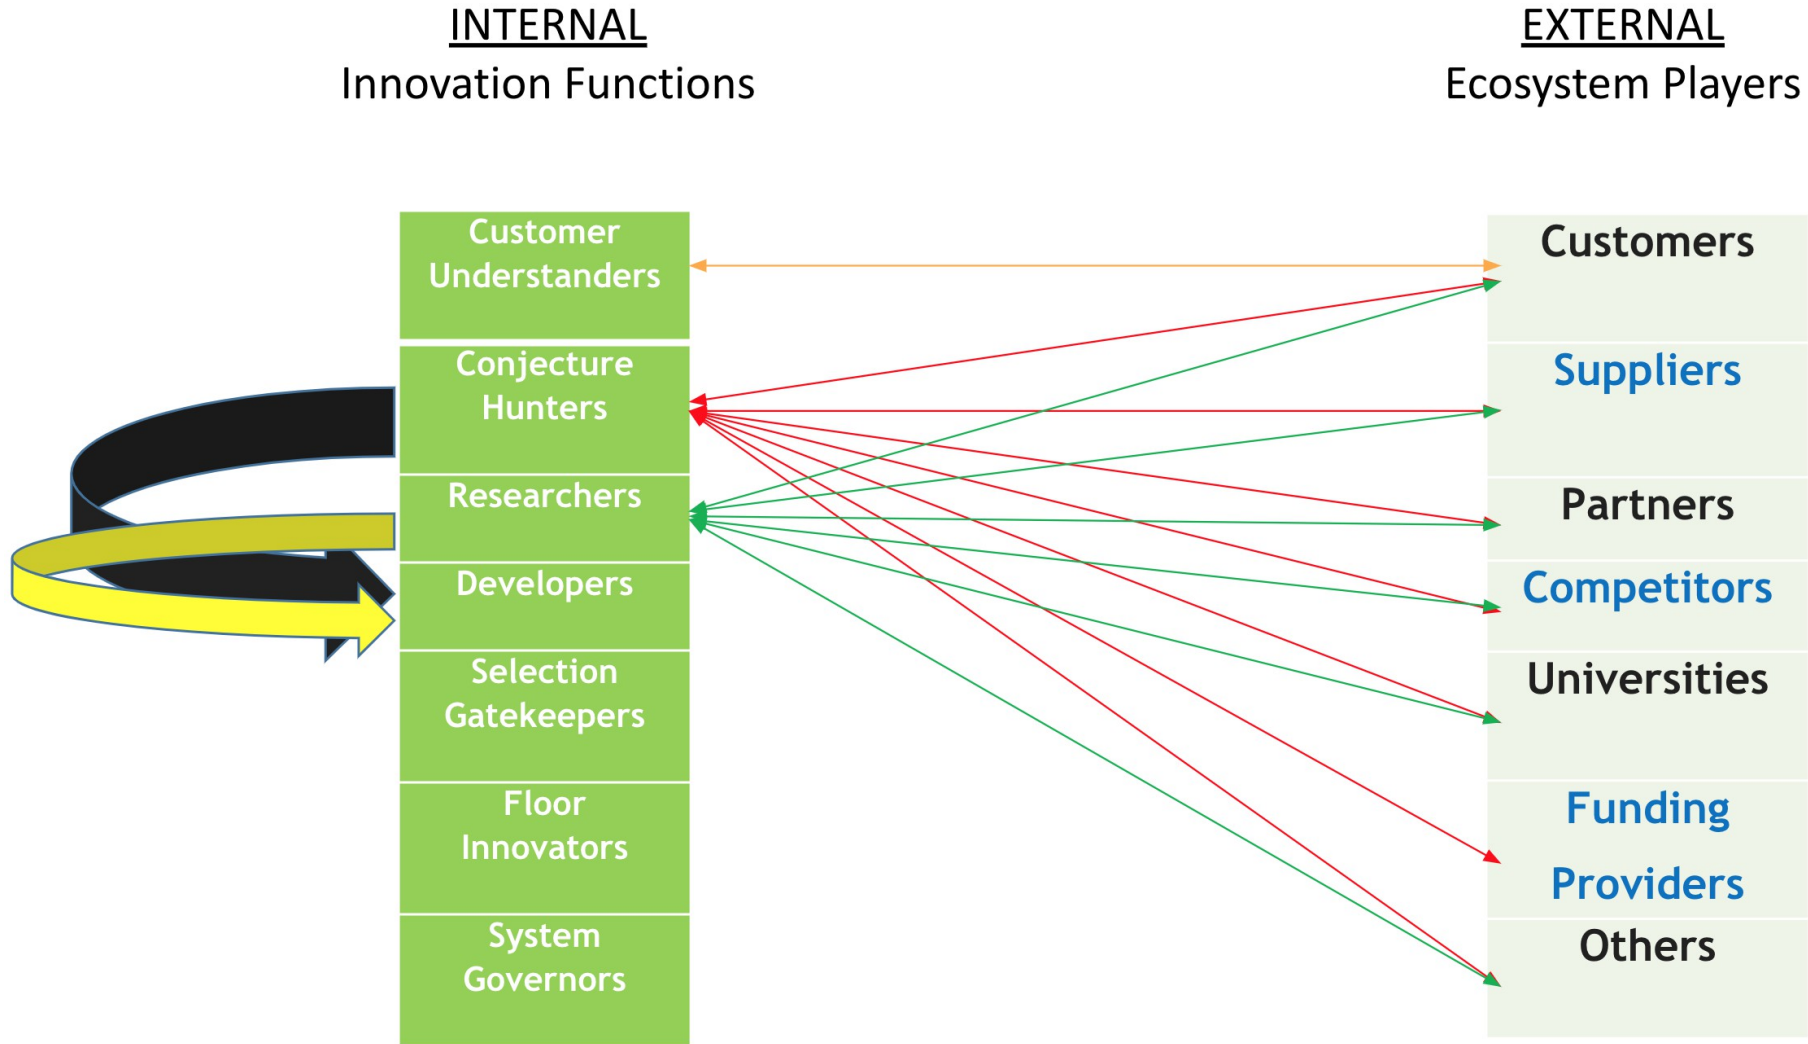 INTERNAL
Innovation Functions
EXTERNAL
Ecosystem Players
Customer
Understanders
Conjecture
Hunters
Researchers
Developers
Selection
Gatekeepers
Floor
Innovators
System
Governors
Customers
Suppliers
Partners
Competitors
Universities
Funding
Providers
Others